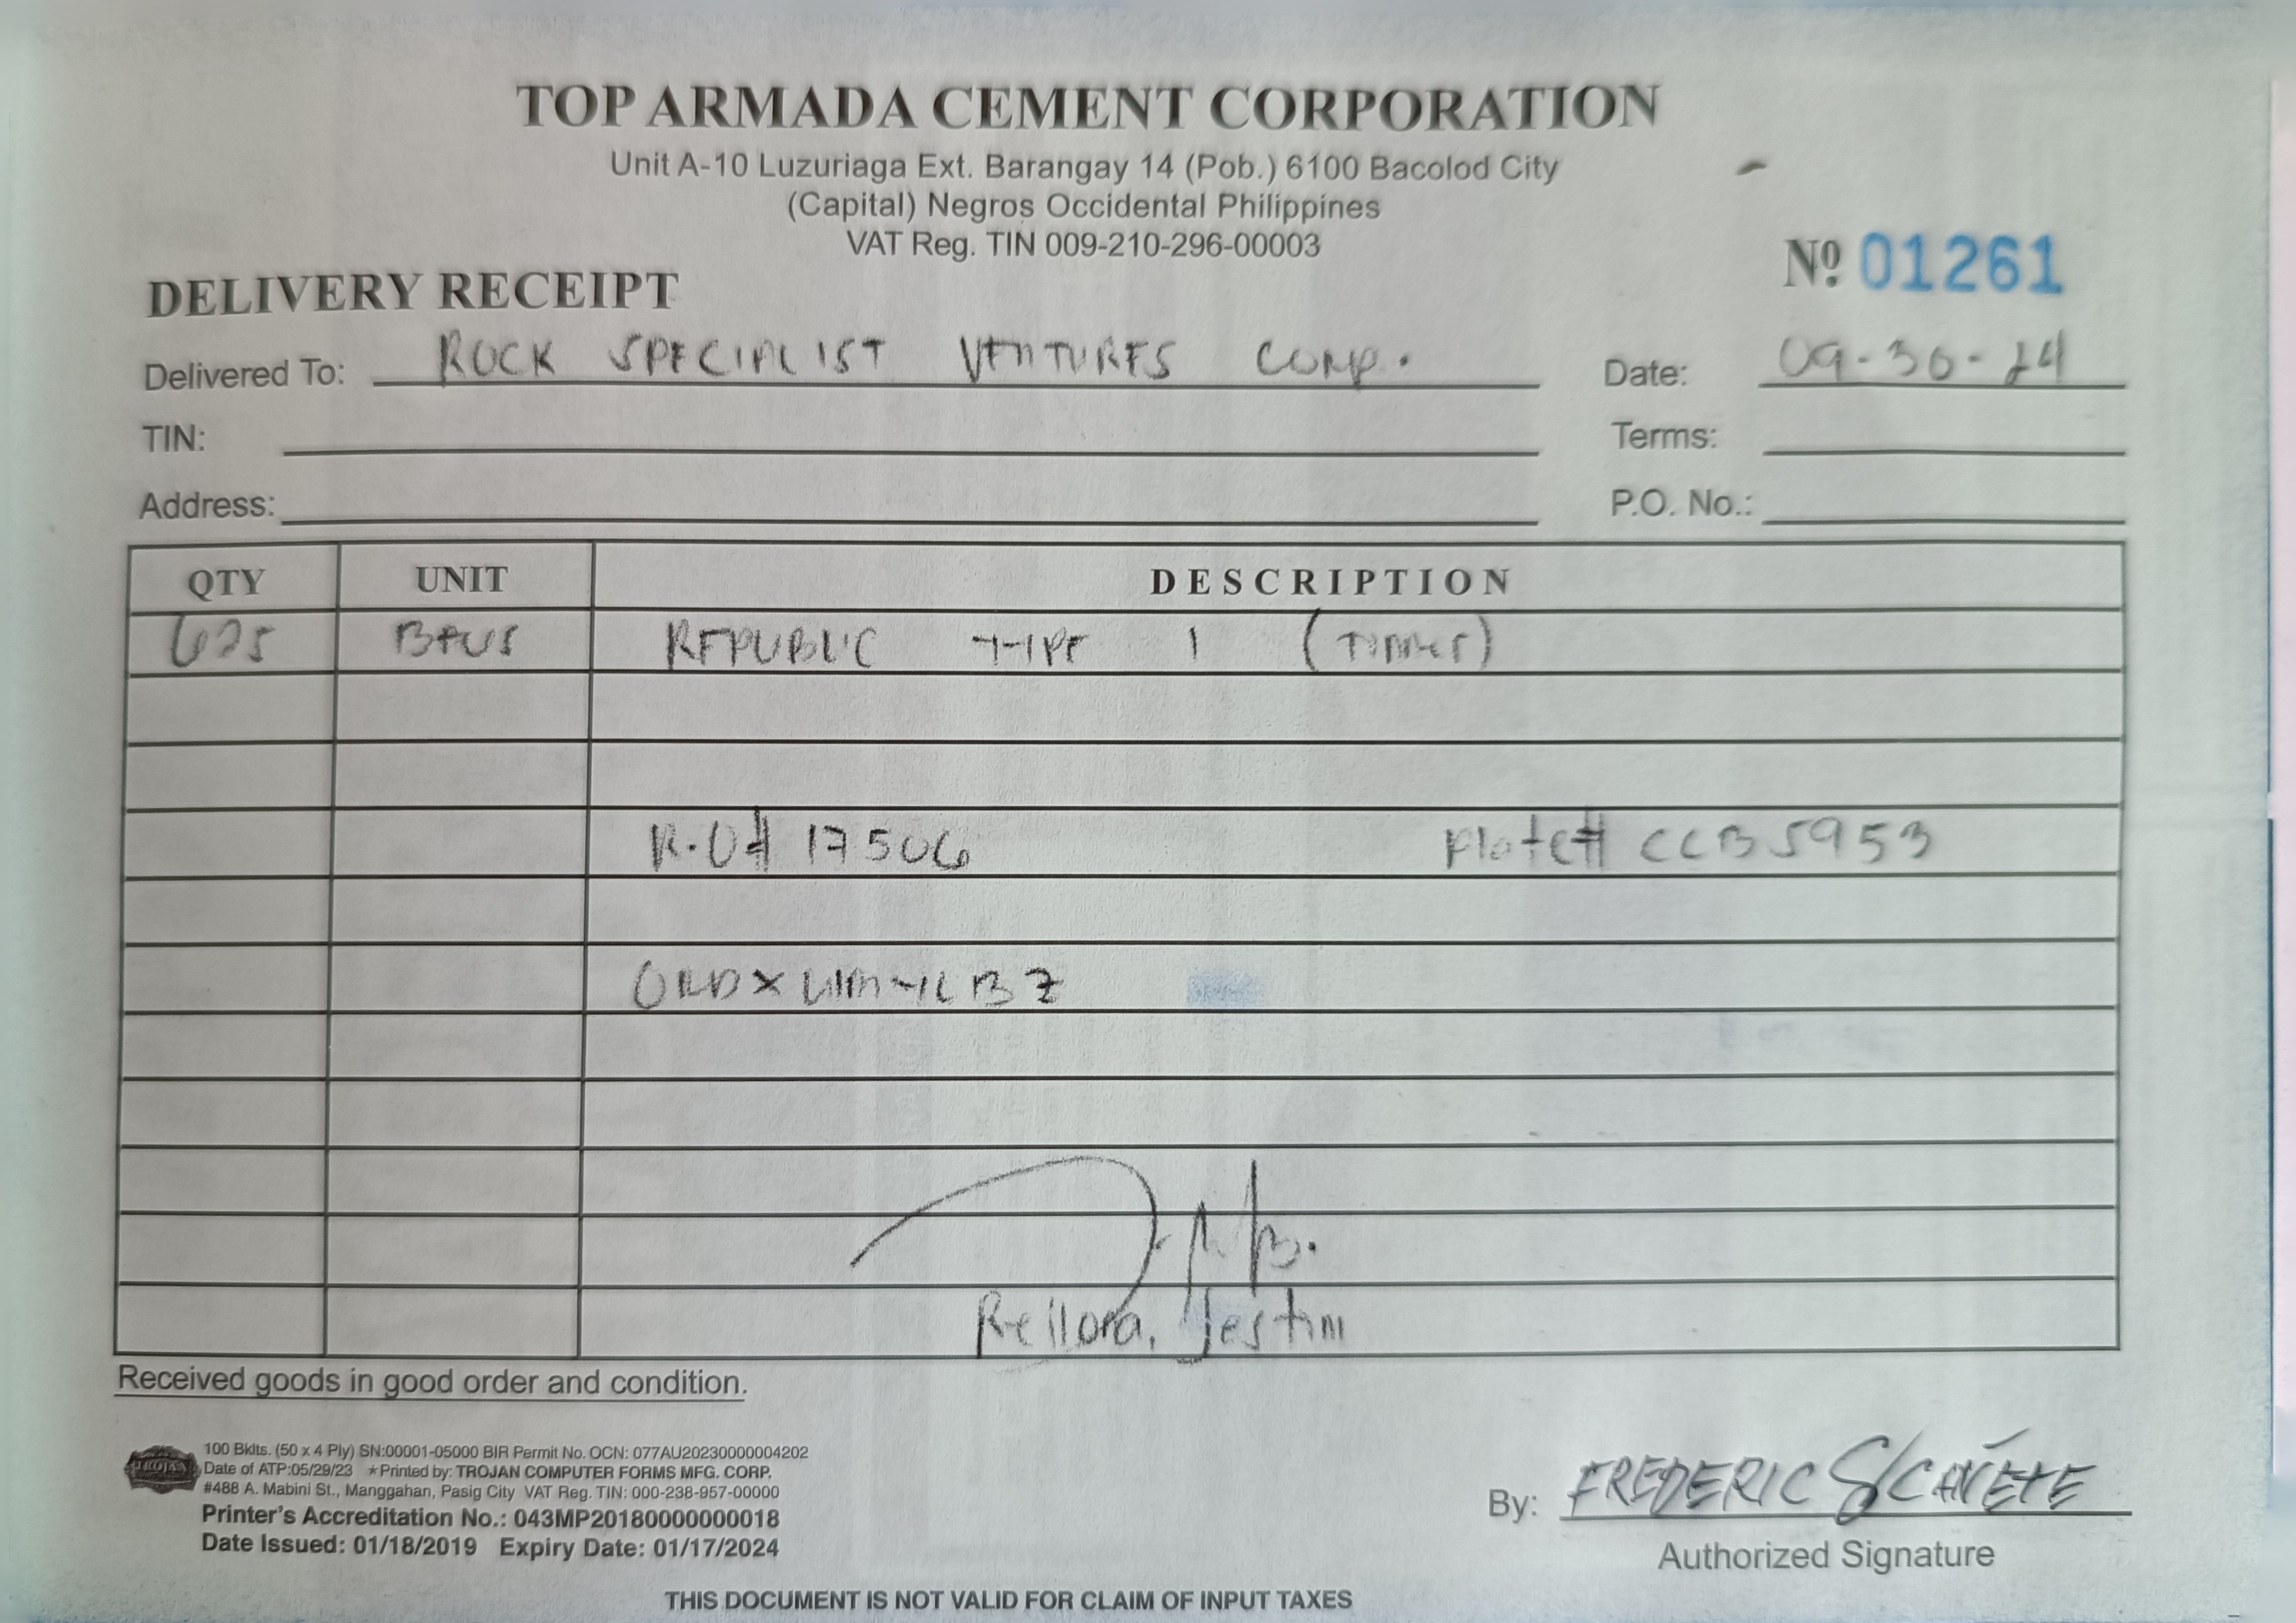 TOP ARMADA CEMENT CORPORATION
Unit A-10 Luzuriaga Ext. Barangay 14 (Pob.) 6100 Bacolod City
(Capital) Negros Occidental Philippines
VAT Reg. TIN 009-210-296-00003
Nº 01261
DELIVERY RECEIPT
Delivered To: ROCK SPECIALIST VENTURES CORP. Date: 09-30-24
TIN: Terms:
Address: P.O. No.:
QTY UNIT DESCRIPTION
625 BAGS REPUBLIC TYPE 1 (TONNER)
R.O# 17506 Plate# CCB5953
Rellora, Jestim
Received goods in good order and condition.
TROJAN
100 Bklts. (50 x 4 Ply) SN:00001-05000 BIR Permit No. OCN: 077AU20230000004202
Date of ATP:05/29/23 ★Printed by: TROJAN COMPUTER FORMS MFG. CORP.
#488 A. Mabini St., Manggahan, Pasig City VAT Reg. TIN: 000-238-957-00000
Printer's Accreditation No.: 043MP20180000000018
Date Issued: 01/18/2019 Expiry Date: 01/17/2024
By: FREDERIC S CAÑETE
Authorized Signature
THIS DOCUMENT IS NOT VALID FOR CLAIM OF INPUT TAXES